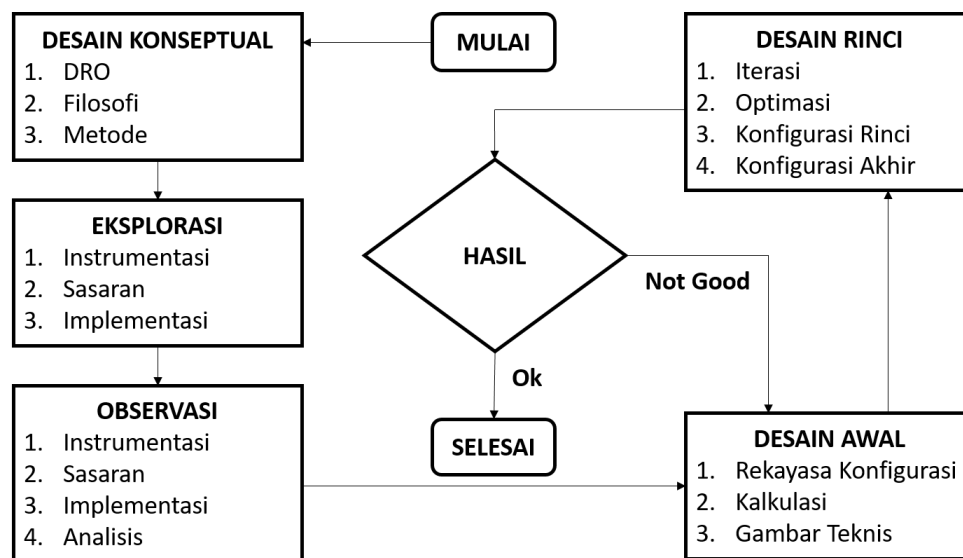 MULAI
DESAIN KONSEPTUAL
1. DRO
2. Filosofi
3. Metode
EKSPLORASI
1. Instrumentasi
2. Sasaran
3. Implementasi
OBSERVASI
1. Instrumentasi
2. Sasaran
3. Implementasi
4. Analisis
DESAIN AWAL
1. Rekayasa Konfigurasi
2. Kalkulasi
3. Gambar Teknis
DESAIN RINCI
1. Iterasi
2. Optimasi
3. Konfigurasi Rinci
4. Konfigurasi Akhir
HASIL
Not Good
Ok
SELESAI